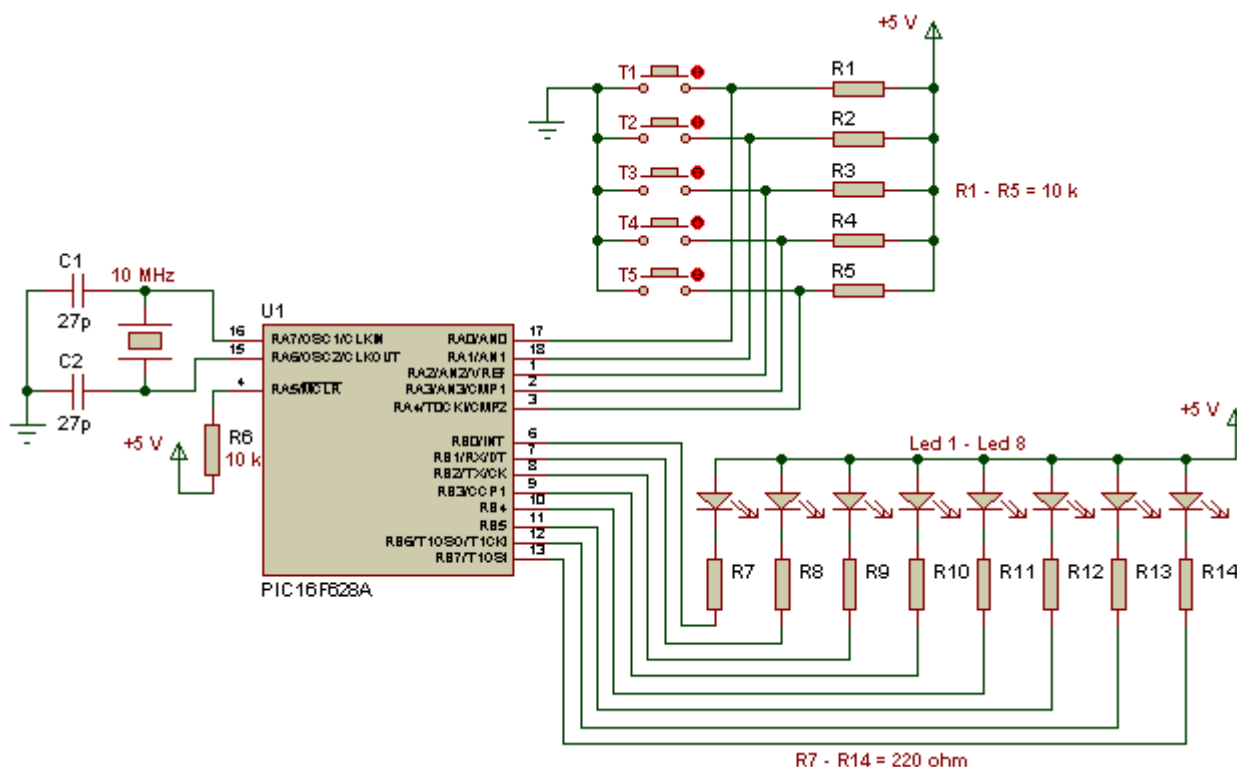 +5 V
T1
R1
T2
R2
T3
R3
R1 - R5 = 10 k
T4
R4
T5
R5
C1
10 MHz
27p
C2
27p
U1
16
RA7/OSC1/CLKIN
15
RA6/OSC2/CLKOUT
4
RA5/MCLR
RA0/AN0
17
RA1/AN1
18
RA2/AN2/VREF
1
RA3/AN3/CMP1
2
RA4/T0CKI/CMP2
3
RB0/INT
6
RB1/RX/DT
7
RB2/TX/CK
8
RB3/CCP1
9
RB4
10
RB5
11
RB6/T1OSO/T1CKI
12
RB7/T1OSI
13
PIC16F628A
+5 V
R6
10 k
+5 V
Led 1 - Led 8
R7
R8
R9
R10
R11
R12
R13
R14
R7 - R14 = 220 ohm